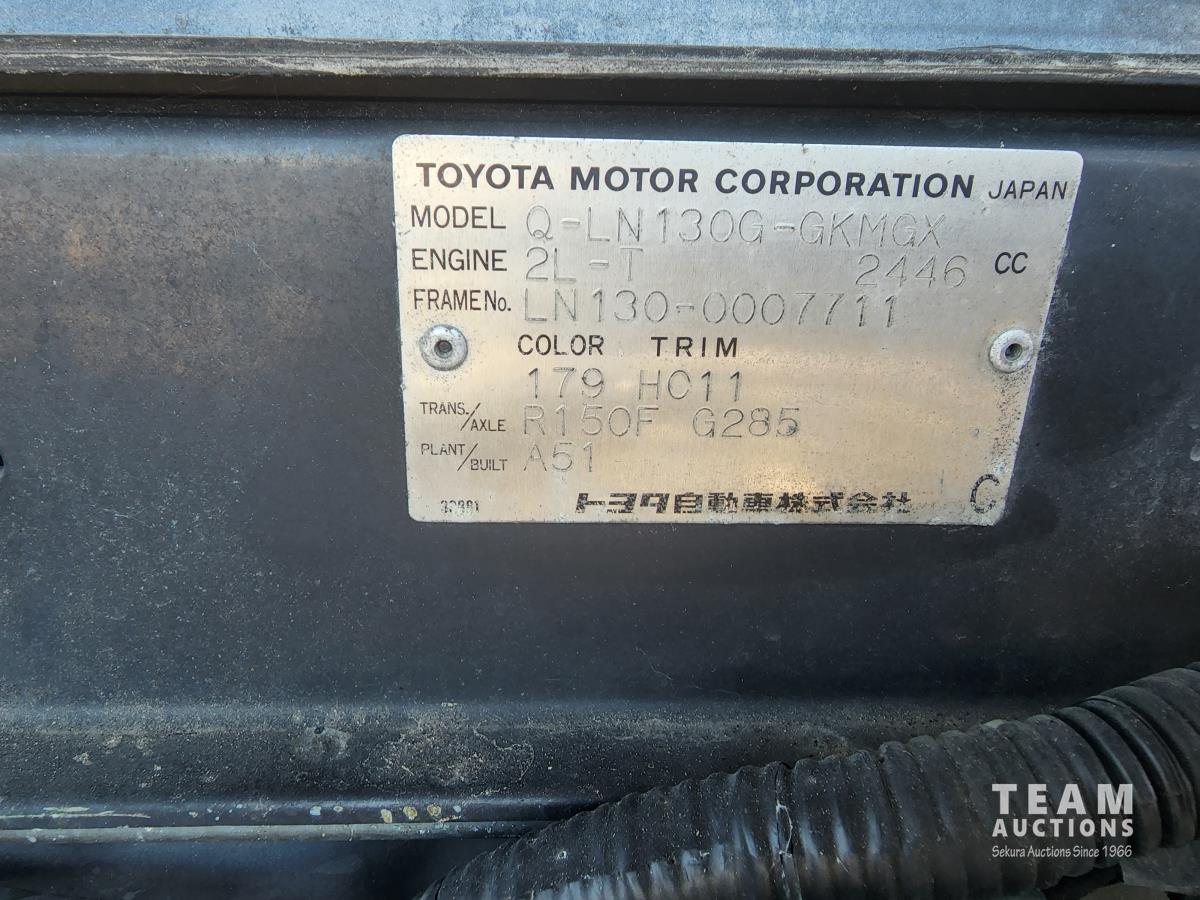 TOYOTA MOTOR CORPORATION JAPAN
MODEL Q-LN130G-GKMGX
ENGINE 2L-T 2446 CC
FRAME No. LN130-0007711
COLOR TRIM
179 HC11
TRANS./AXLE R150F G285
PLANT/BUILT A51
トヨタ自動車株式会社 C
TEAM
AUCTIONS
Sekura Auctions Since 1966